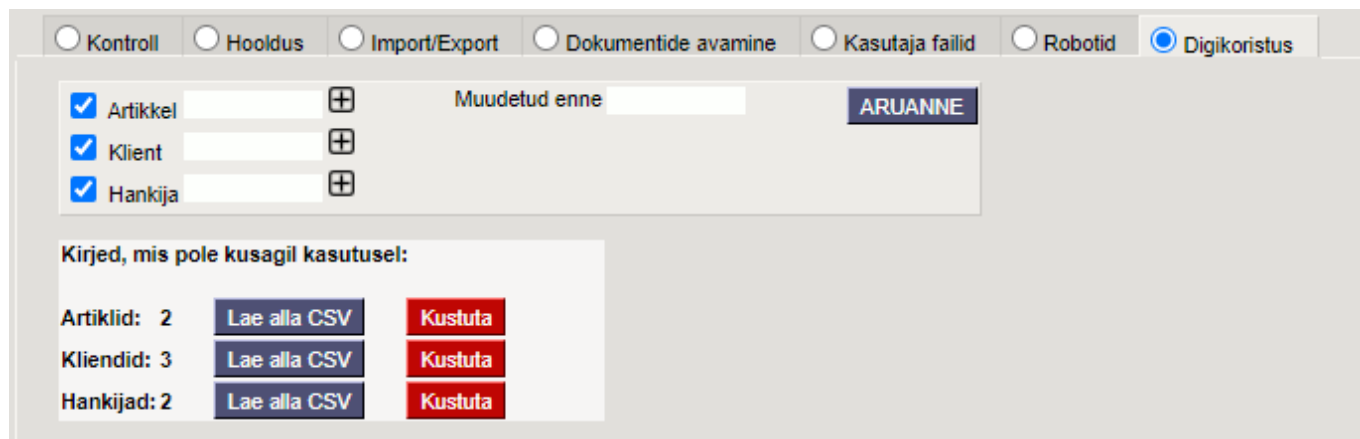 Kontroll Hooldus Import/Export Dokumentide avamine Kasutaja failid Robotid Digikoristus
Artikkel Muudetud enne ARUANNE
Klient
Hankija
Kirjed, mis pole kusagil kasutusel:
Artiklid: 2 Lae alla CSV Kustuta
Kliendid: 3 Lae alla CSV Kustuta
Hankijad: 2 Lae alla CSV Kustuta